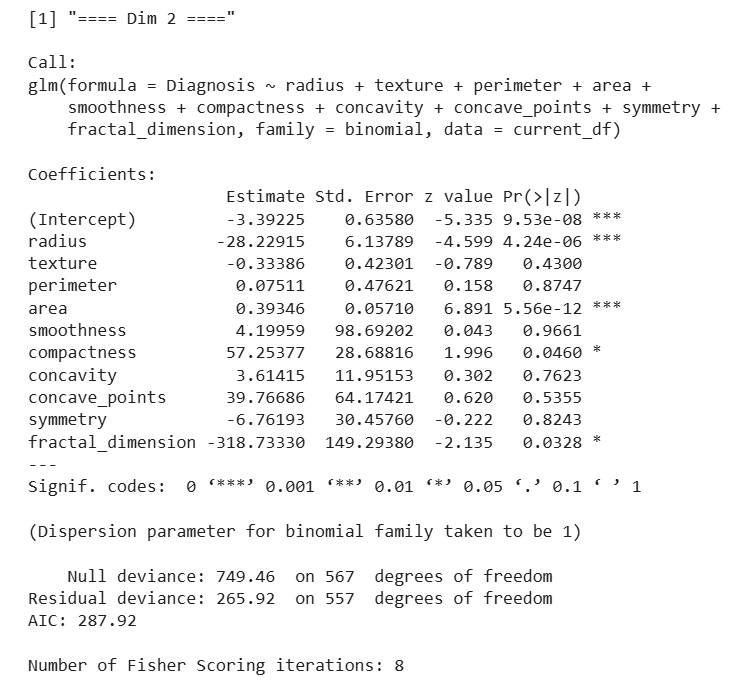 [1] "==== Dim 2 ===="
Call:
glm(formula = Diagnosis ~ radius + texture + perimeter + area +
    smoothness + compactness + concavity + concave_points + symmetry +
    fractal_dimension, family = binomial, data = current_df)
Coefficients:
                    Estimate Std. Error z value Pr(>|z|)
(Intercept)         -3.39225    0.63580  -5.335 9.53e-08 ***
radius             -28.22915    6.13789  -4.599 4.24e-06 ***
texture             -0.33386    0.42301  -0.789   0.4300
perimeter            0.07511    0.47621   0.158   0.8747
area                 0.39346    0.05710   6.891 5.56e-12 ***
smoothness           4.19959   98.69202   0.043   0.9661
compactness         57.25377   28.68816   1.996   0.0460 *
concavity            3.61415   11.95153   0.302   0.7623
concave_points      39.76686   64.17421   0.620   0.5355
symmetry            -6.76193   30.45760  -0.222   0.8243
fractal_dimension -318.73330  149.29380  -2.135   0.0328 *
---
Signif. codes:  0 ‘***’ 0.001 ‘**’ 0.01 ‘*’ 0.05 ‘.’ 0.1 ‘ ’ 1
(Dispersion parameter for binomial family taken to be 1)
    Null deviance: 749.46  on 567  degrees of freedom
Residual deviance: 265.92  on 557  degrees of freedom
AIC: 287.92
Number of Fisher Scoring iterations: 8